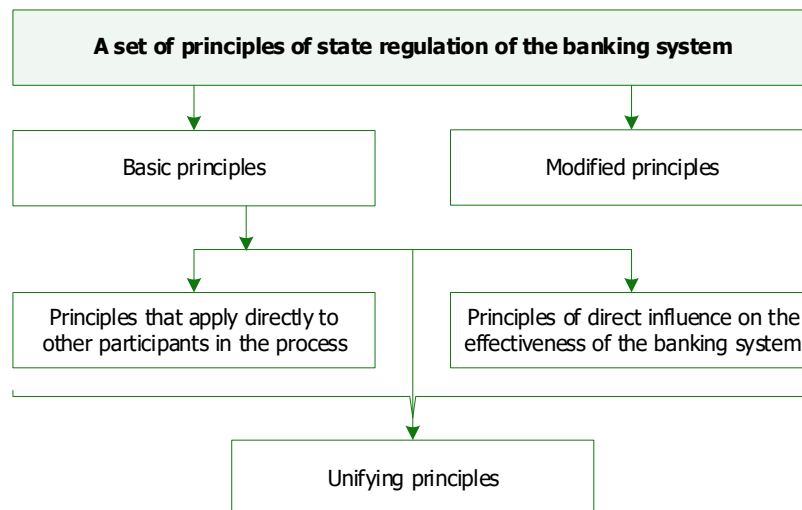 A set of principles of state regulation of the banking system
Basic principles
Modified principles
Principles that apply directly to
other participants in the process
Principles of direct influence on the
effectiveness of the banking system
Unifying principles